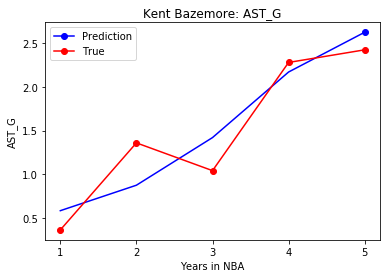 Kent Bazemore: AST_G
Prediction
True
AST_G
2.5
2.0
1.5
1.0
0.5
1 2 3 4 5
Years in NBA